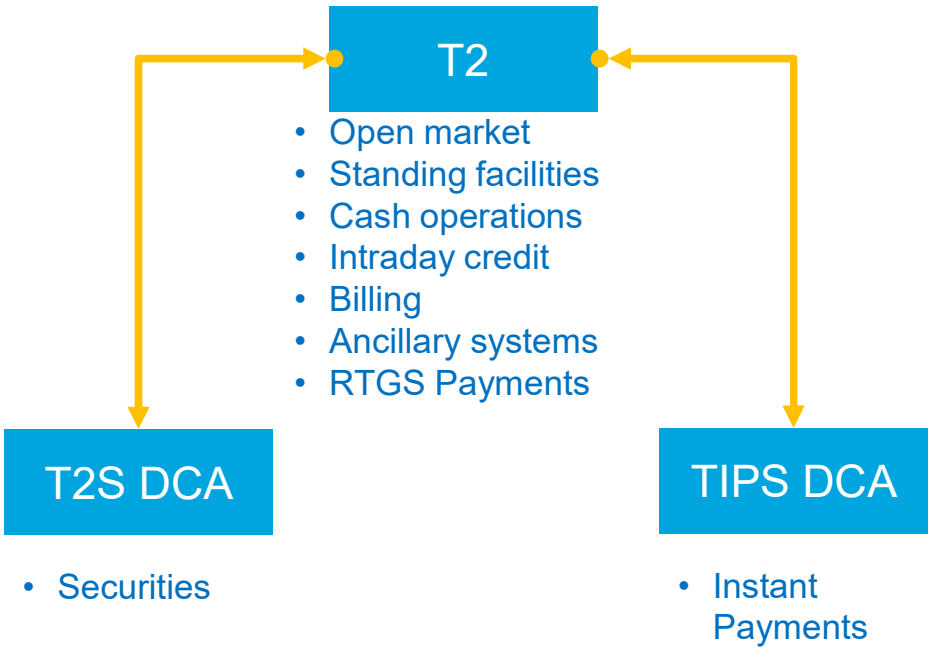 T2
• Open market
• Standing facilities
• Cash operations
• Intraday credit
• Billing
• Ancillary systems
• RTGS Payments
T2S DCA
• Securities
TIPS DCA
• Instant
Payments